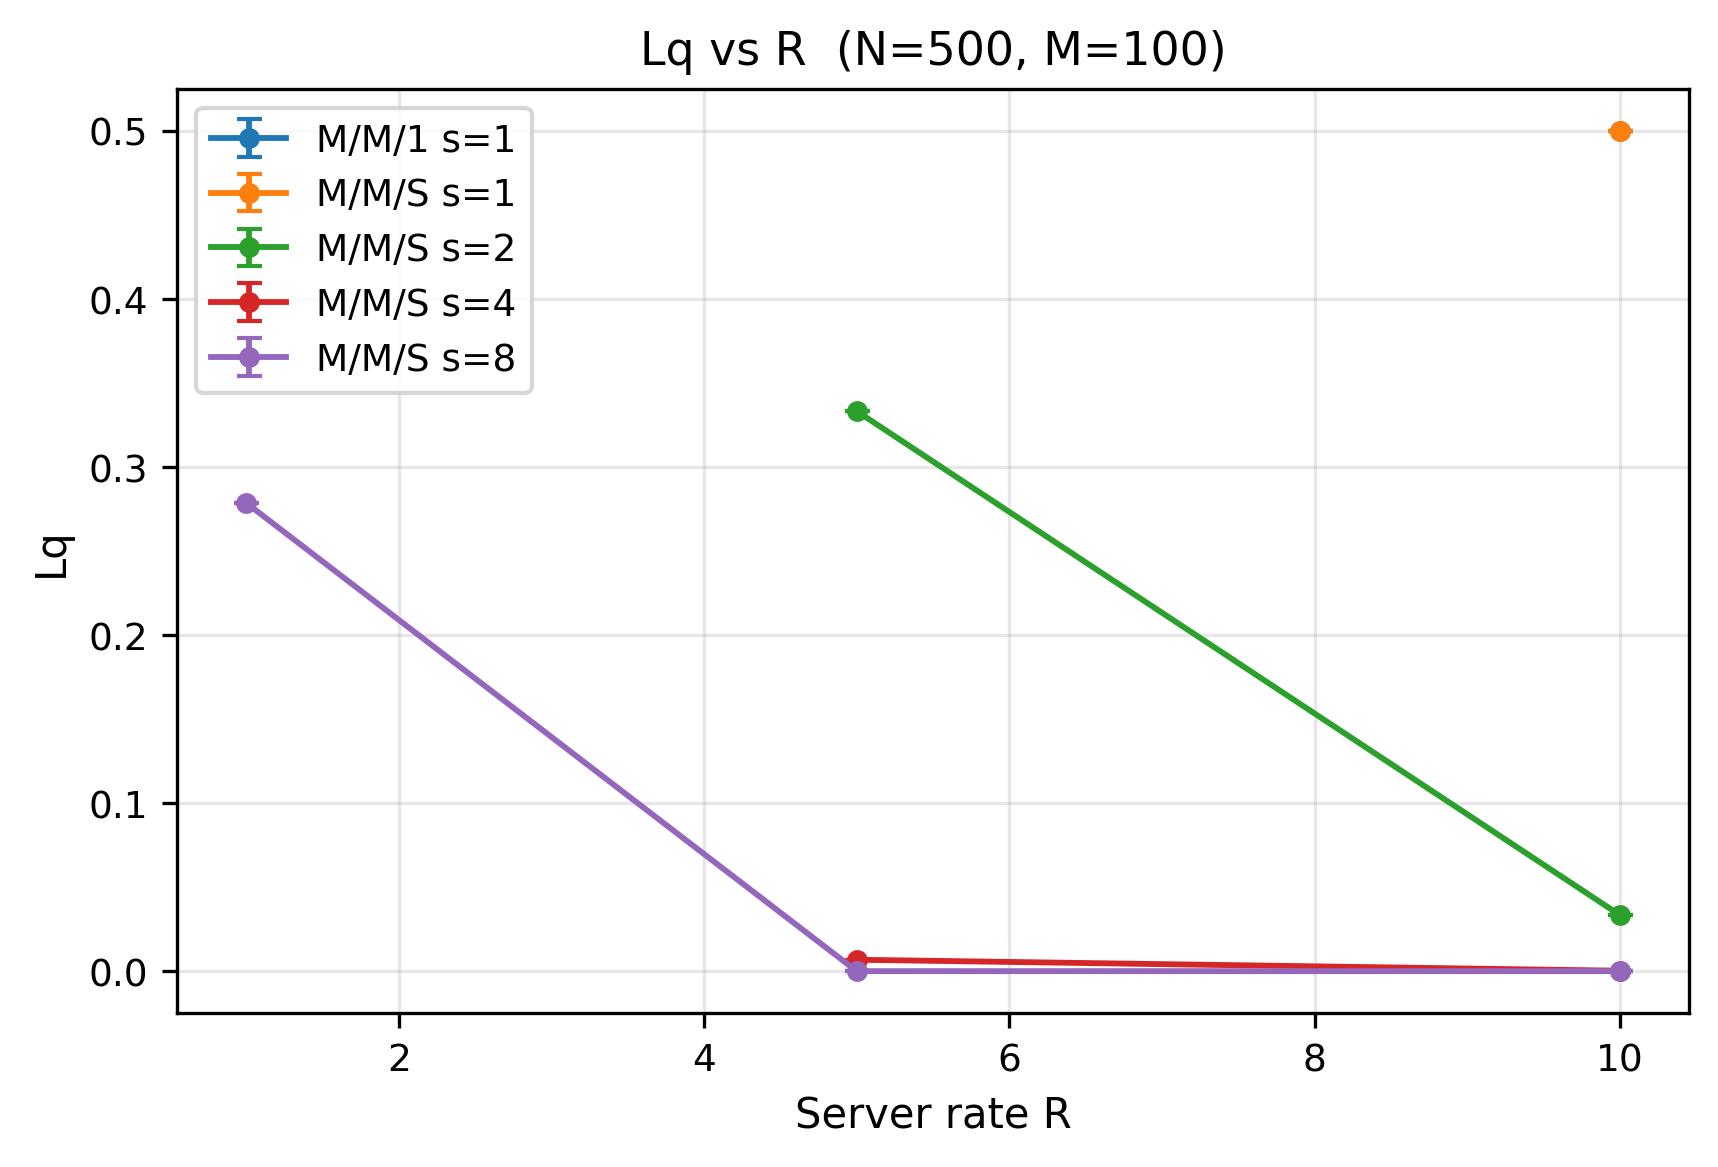 Lq vs R  (N=500, M=100)
M/M/1 s=1
M/M/S s=1
M/M/S s=2
M/M/S s=4
M/M/S s=8
0.5
0.4
0.3
0.2
0.1
0.0
Lq
2 4 6 8 10
Server rate R